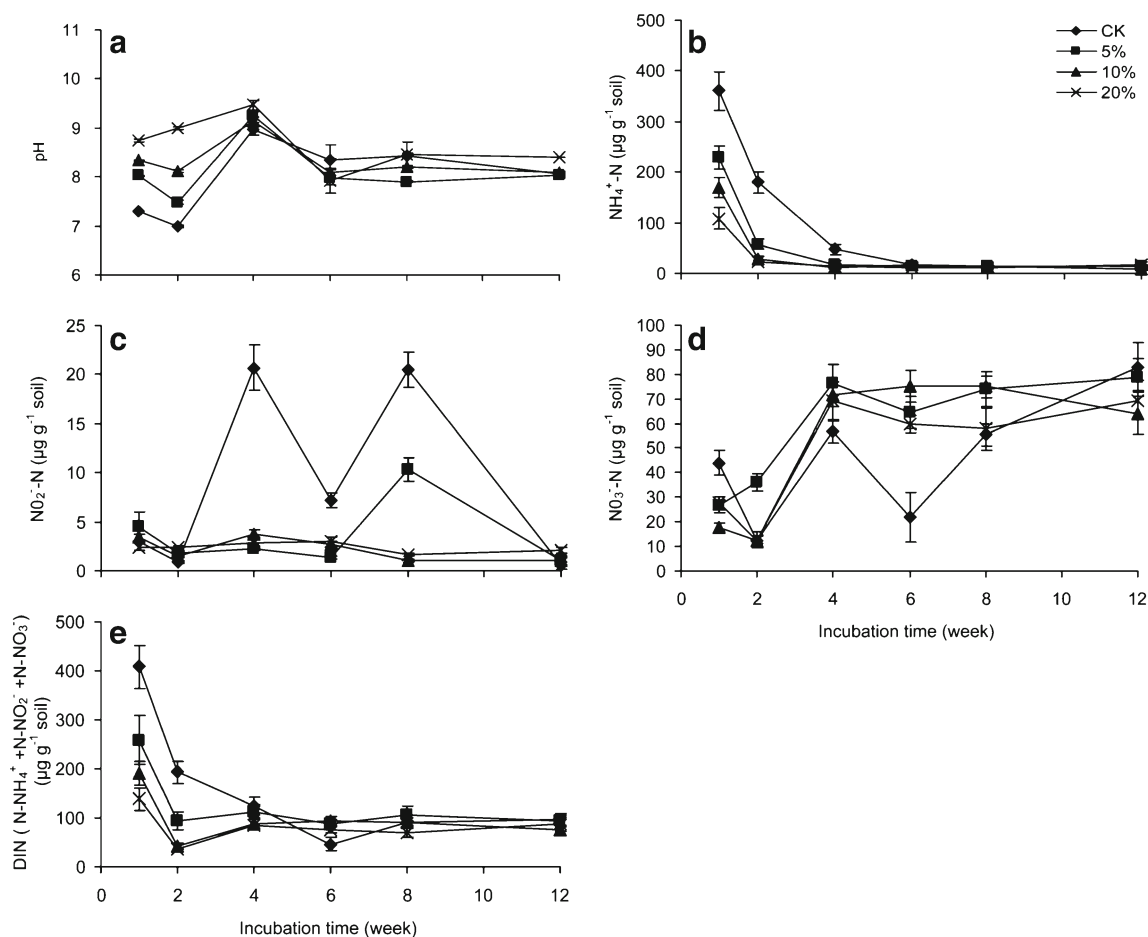 a
11
10
9
8
7
6
pH
b
500
400
300
200
100
0
NH₄⁺-N (µg g⁻¹ soil)
CK
5%
10%
20%
c
25
20
15
10
5
0
N0₂⁻-N (µg g⁻¹ soil)
d
100
90
80
70
60
50
40
30
20
10
0
N0₃⁻-N (µg g⁻¹ soil)
0 2 4 6 8 10 12
Incubation time (week)
e
500
400
300
200
100
0
DIN ( N-NH₄⁺ +N-NO₂⁻ +N-NO₃⁻)
(µg g⁻¹ soil)
0 2 4 6 8 10 12
Incubation time (week)